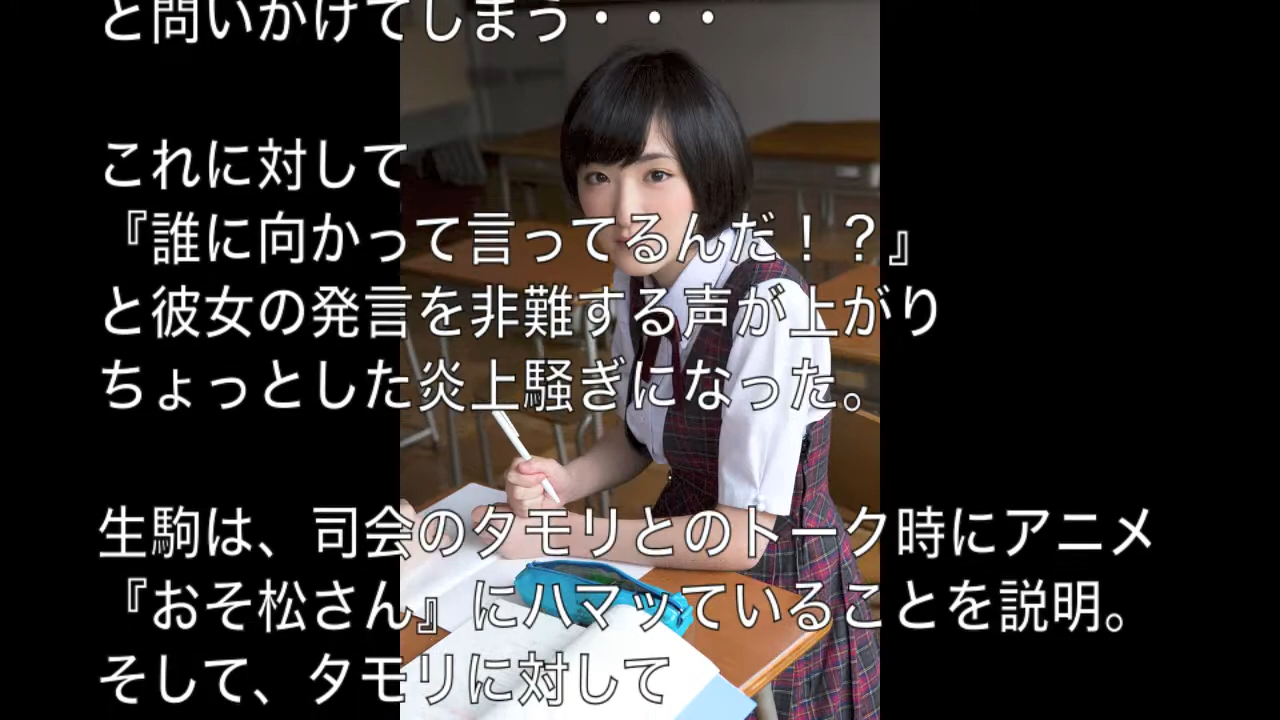 と問いかけてしまう・・・
これに対して
『誰に向かって言ってるんだ！？』
と彼女の発言を非難する声が上がり
ちょっとした炎上騒ぎになった。
生駒は、司会のタモリとのトーク時にアニメ
『おそ松さん』にハマッていることを説明。
そして、タモリに対して